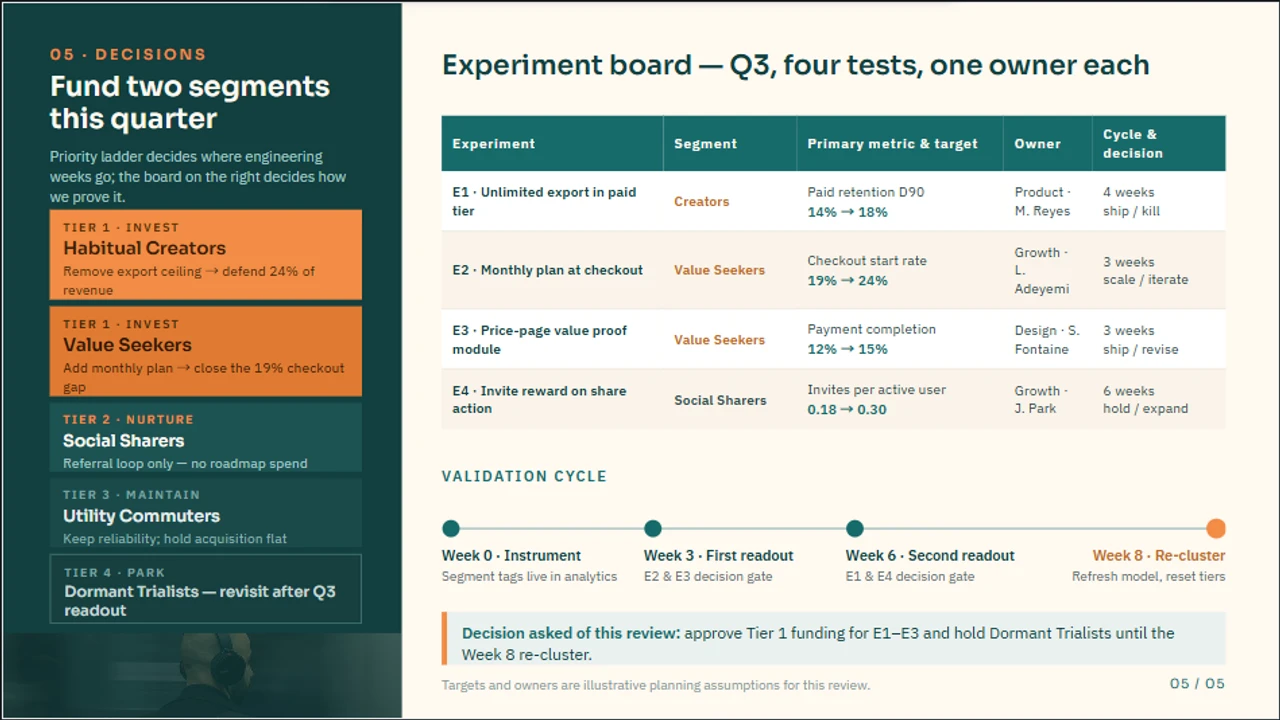 05 · DECISIONS
Fund two segments
this quarter
Priority ladder decides where engineering
weeks go; the board on the right decides how
we prove it.
TIER 1 · INVEST
Habitual Creators
Remove export ceiling → defend 24% of
revenue
TIER 1 · INVEST
Value Seekers
Add monthly plan → close the 19% checkout
gap
TIER 2 · NURTURE
Social Sharers
Referral loop only — no roadmap spend
TIER 3 · MAINTAIN
Utility Commuters
Keep reliability; hold acquisition flat
TIER 4 · PARK
Dormant Trialists — revisit after Q3
readout
Experiment board — Q3, four tests, one owner each
Experiment
Segment
Primary metric & target
Owner
Cycle &
decision
E1 · Unlimited export in paid
tier
Creators
Paid retention D90
14% → 18%
Product ·
M. Reyes
4 weeks
ship / kill
E2 · Monthly plan at checkout
Value Seekers
Checkout start rate
19% → 24%
Growth ·
L.
Adeyemi
3 weeks
scale / iterate
E3 · Price-page value proof
module
Value Seekers
Payment completion
12% → 15%
Design · S.
Fontaine
3 weeks
ship / revise
E4 · Invite reward on share
action
Social Sharers
Invites per active user
0.18 → 0.30
Growth ·
J. Park
6 weeks
hold / expand
VALIDATION CYCLE
Week 0 · Instrument
Segment tags live in analytics
Week 3 · First readout
E2 & E3 decision gate
Week 6 · Second readout
E1 & E4 decision gate
Week 8 · Re-cluster
Refresh model, reset tiers
Decision asked of this review: approve Tier 1 funding for E1–E3 and hold Dormant Trialists until the
Week 8 re-cluster.
Targets and owners are illustrative planning assumptions for this review.
05 / 05